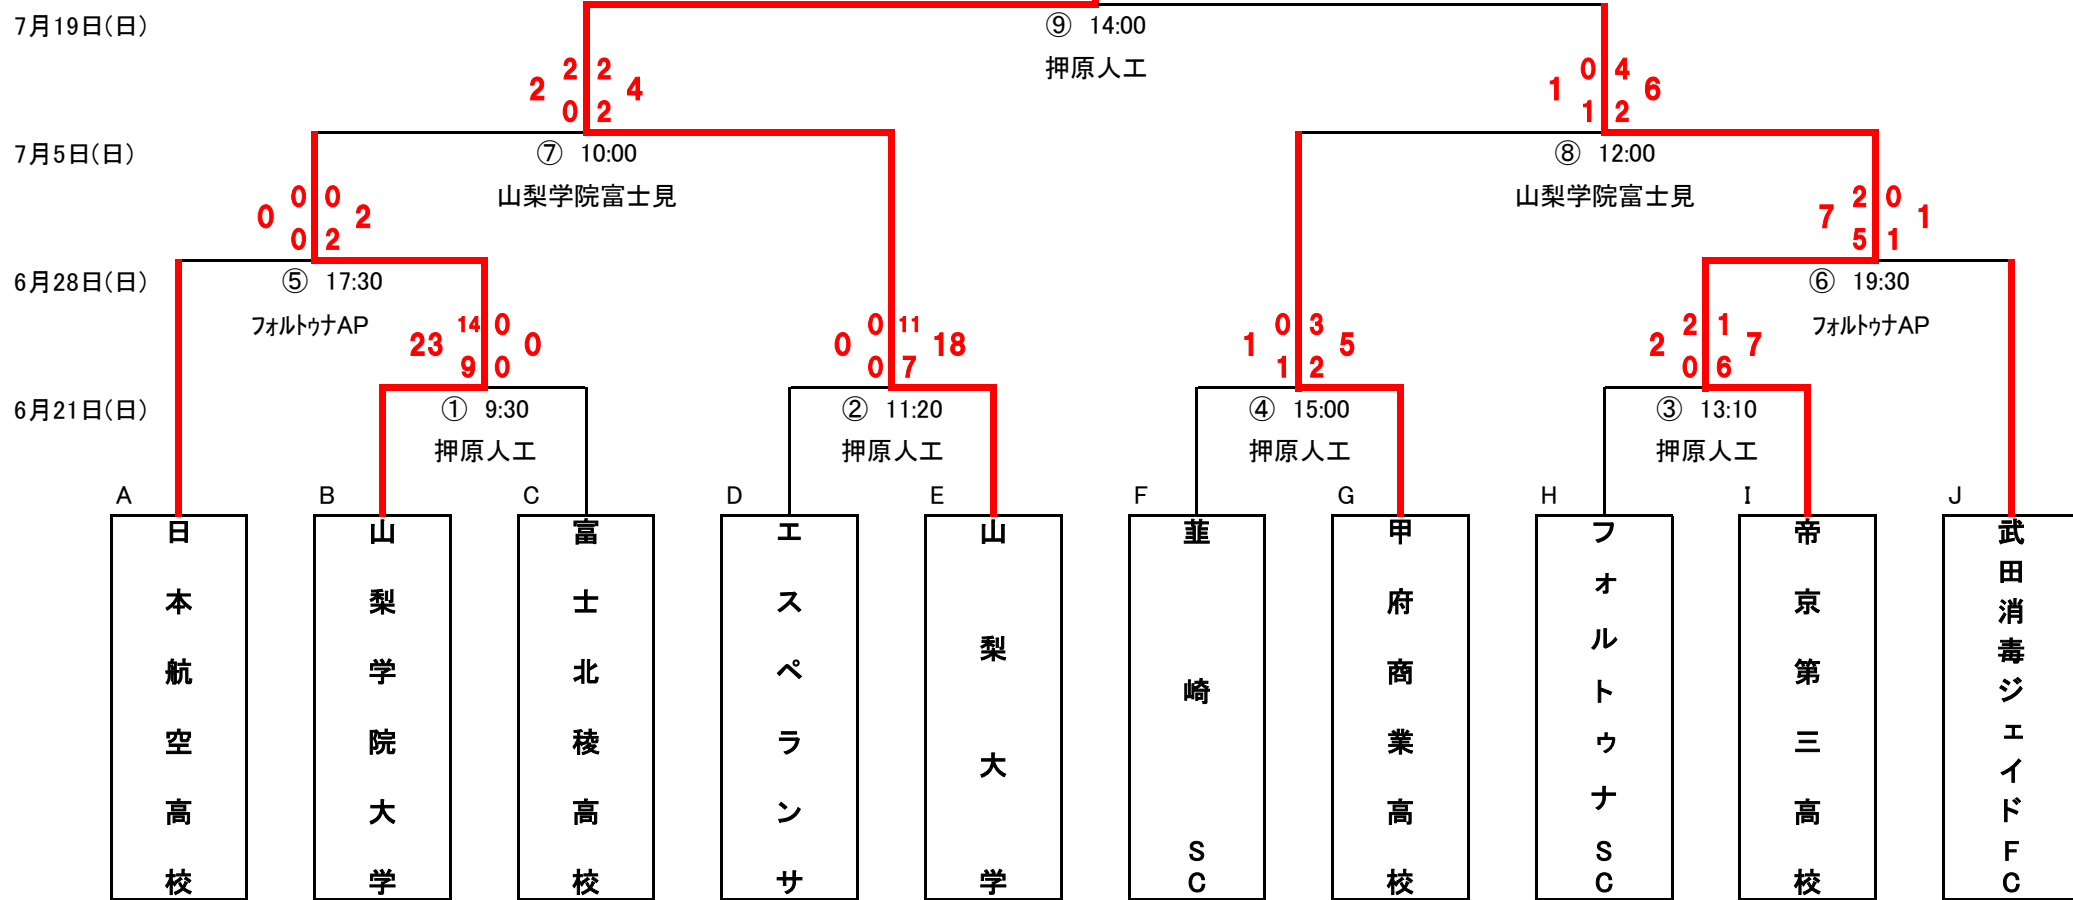 7月19日(日)
⑨ 14:00
押原人工
2 2 2 4
0 2
1 0 4 6
1 2
7月5日(日)
⑦ 10:00
⑧ 12:00
山梨学院富士見
山梨学院富士見
0 0 0 2
0 2
7 2 0 1
5 1
6月28日(日)
⑤ 17:30
⑥ 19:30
フォルトゥナAP
フォルトゥナAP
23 14 0 0
9 0
0 0 11 18
0 7
1 0 3 5
1 2
2 2 1 7
0 6
6月21日(日)
① 9:30
② 11:20
④ 15:00
③ 13:10
押原人工
押原人工
押原人工
押原人工
A
日本航空高校
B
山梨学院大学
C
富士北稜高校
D
エスペランサ
E
山梨大学
F
韮崎SC
G
甲府商業高校
H
フォルトゥナSC
I
帝京第三高校
J
武田消毒ジェイドFC